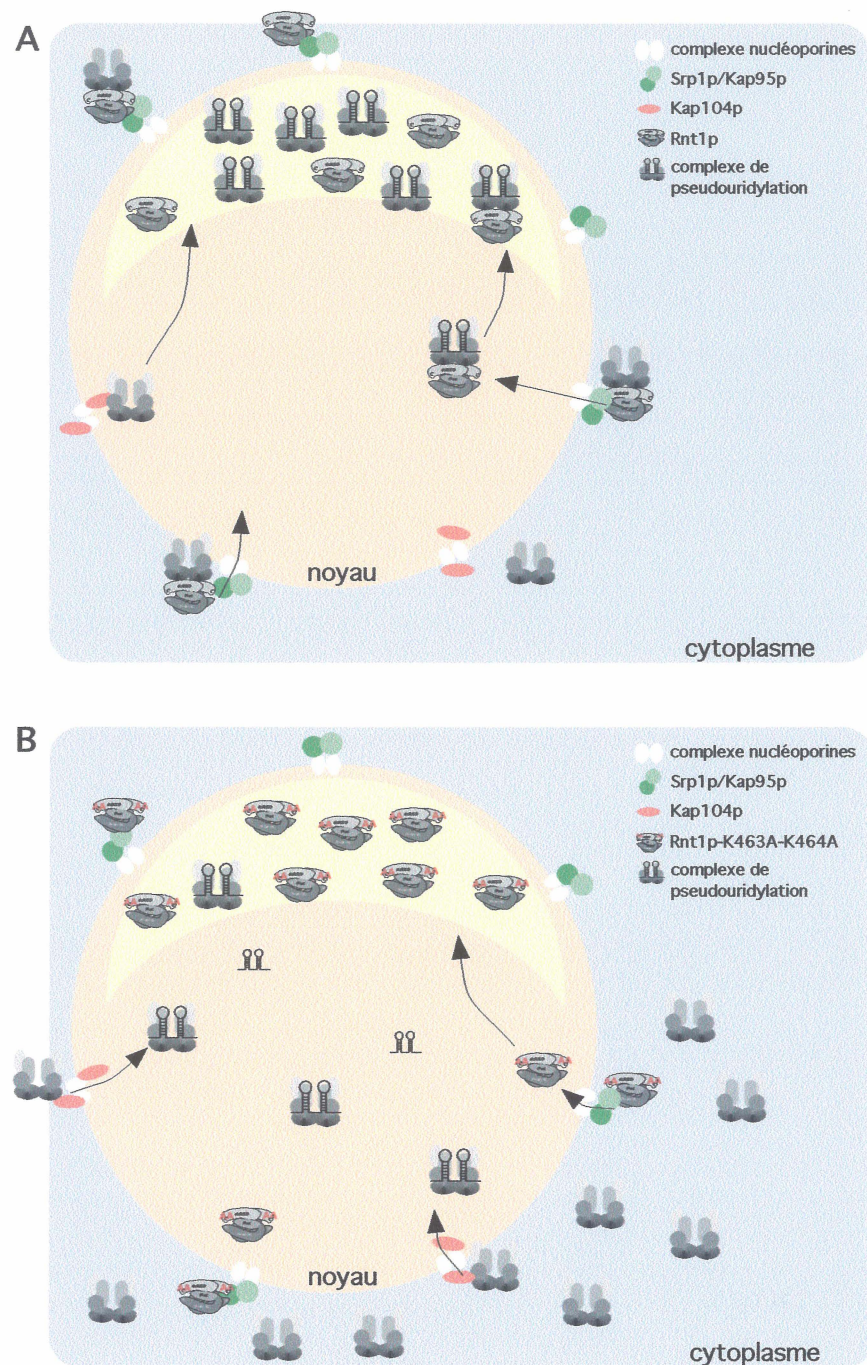 A
complexe nucléoporines
Srp1p/Kap95p
Kap104p
Rnt1p
complexe de
pseudouridylation
noyau
cytoplasme
B
complexe nucléoporines
Srp1p/Kap95p
Kap104p
Rnt1p-K463A-K464A
complexe de
pseudouridylation
noyau
cytoplasme